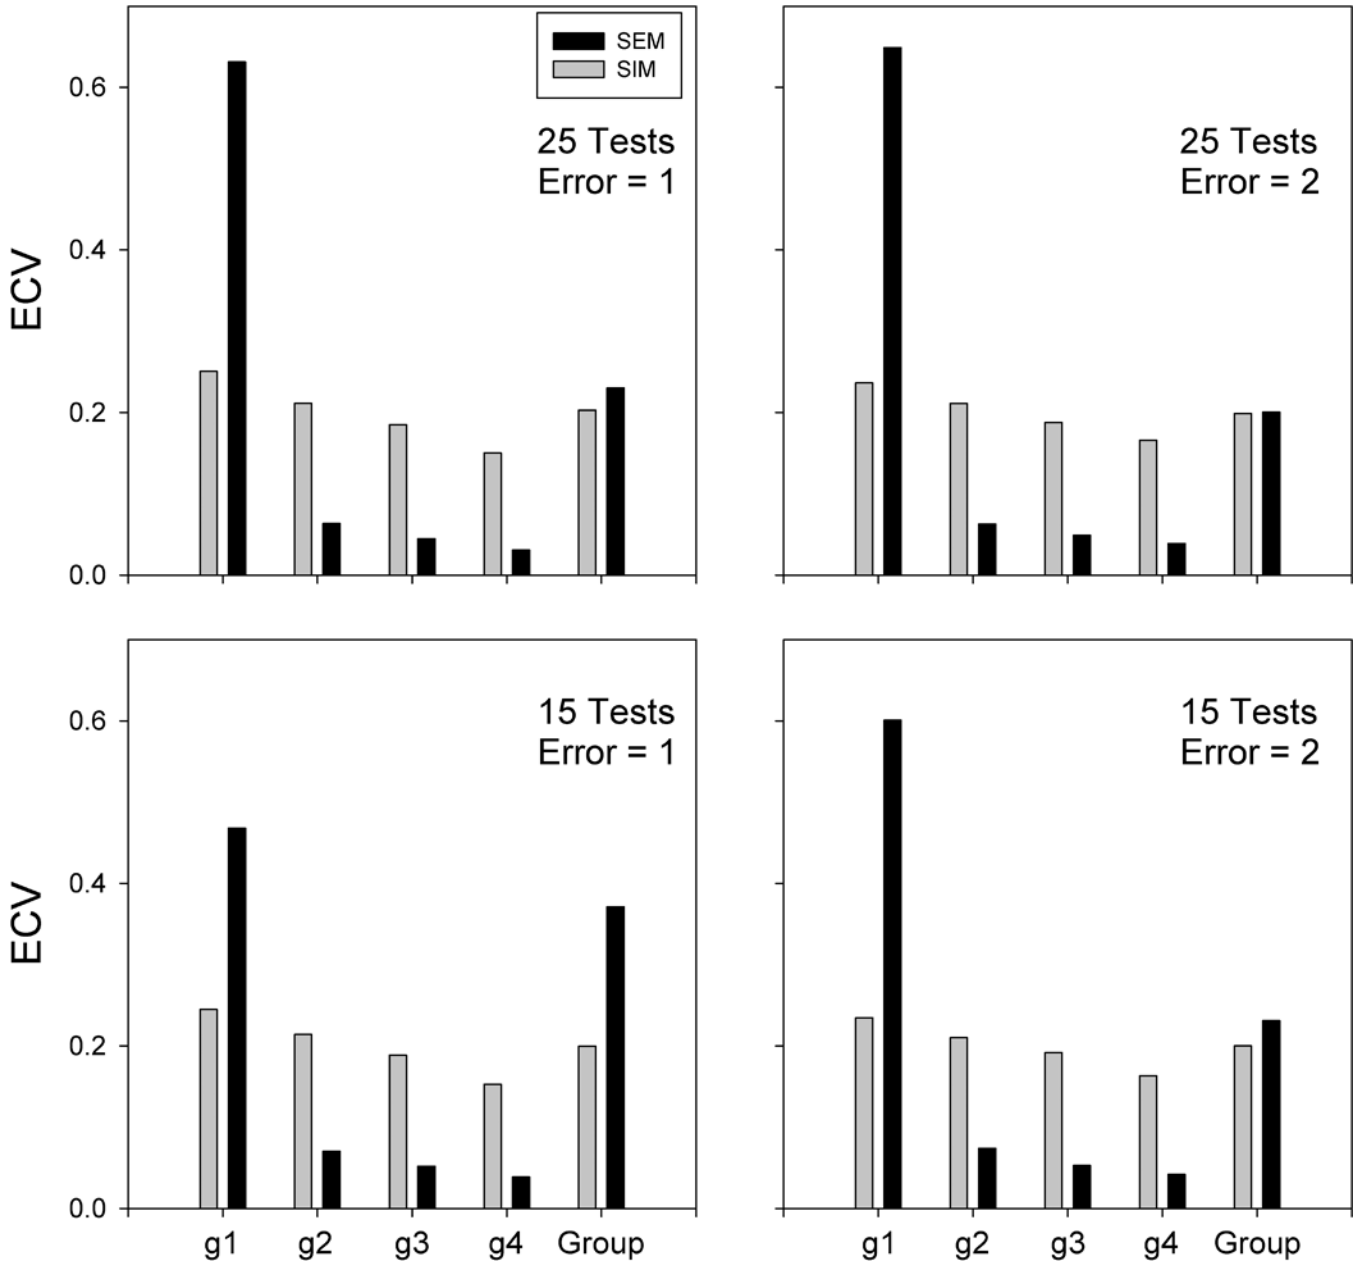 SEM
SIM
25 Tests
Error = 1
0.6
0.4
0.2
0.0
ECV
25 Tests
Error = 2
15 Tests
Error = 1
0.6
0.4
0.2
0.0
ECV
g1 g2 g3 g4 Group
15 Tests
Error = 2
g1 g2 g3 g4 Group